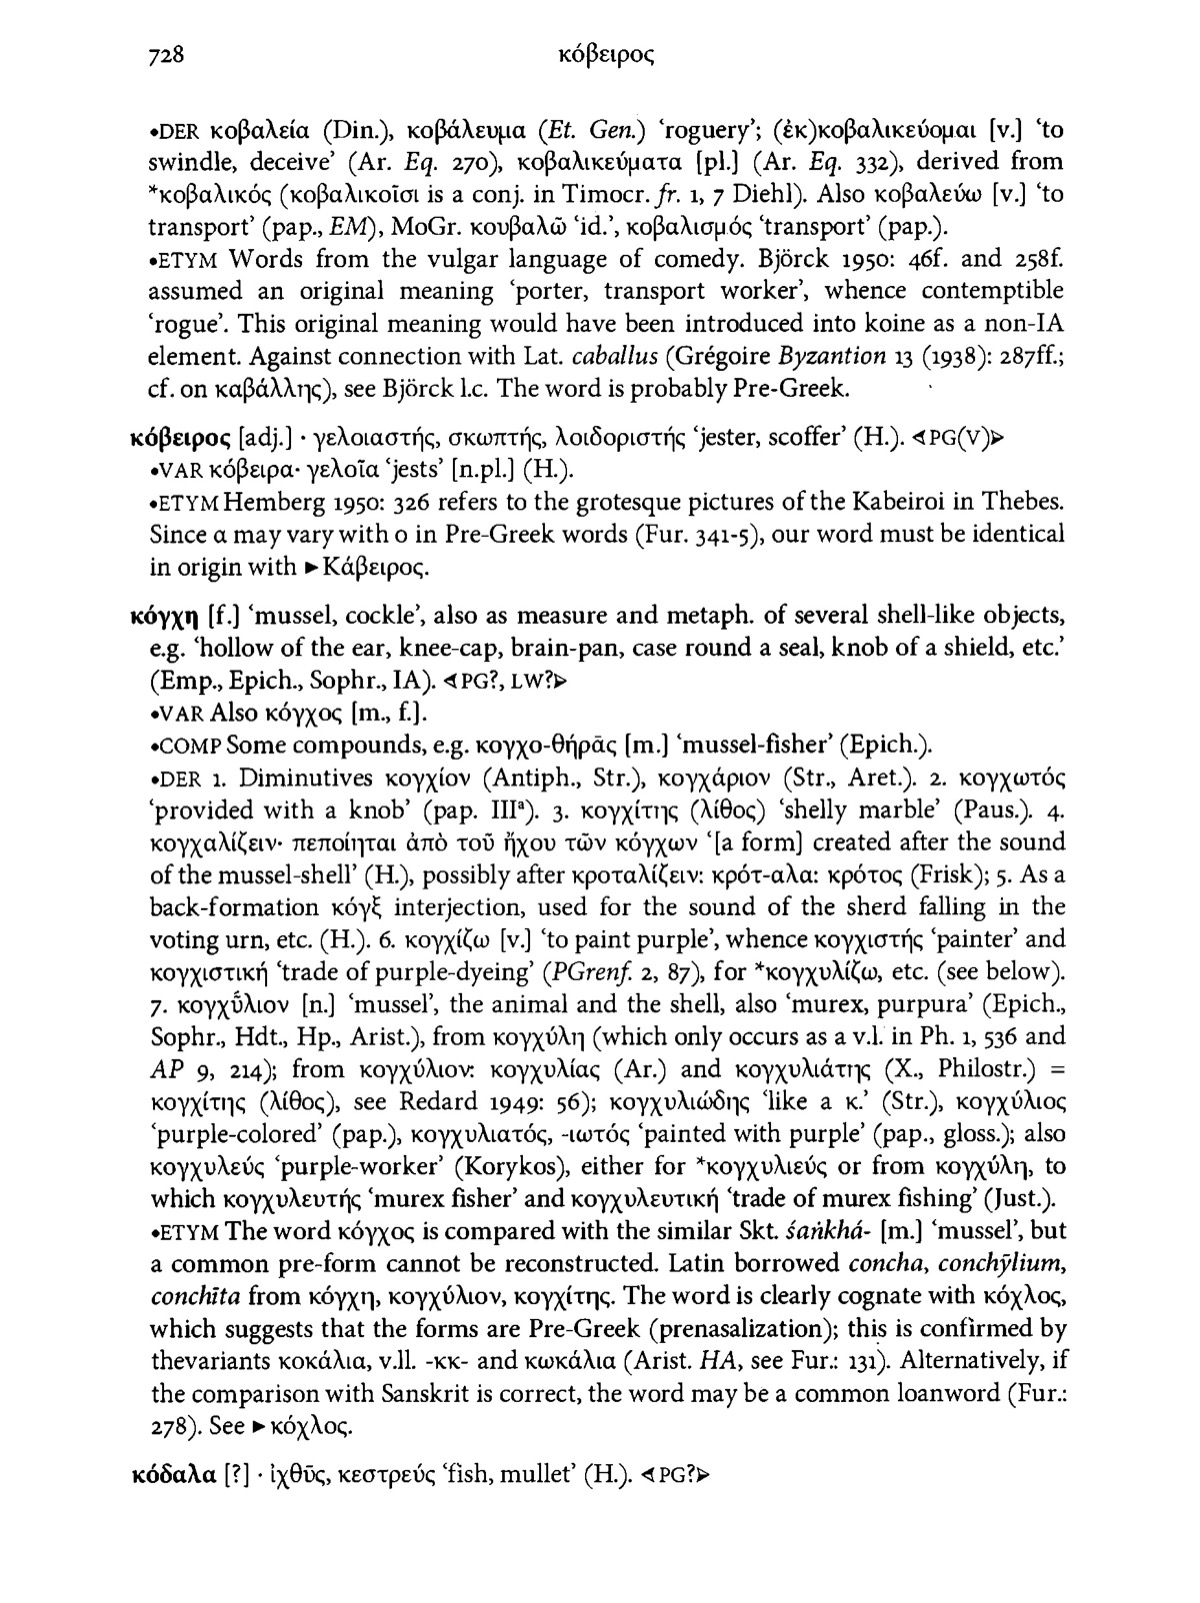 728 κόβειρος
•DER κοβαλεία (Din.), κοβάλευμα (Et. Gen.) ‘roguery’; (ἐκ)κοβαλικεύομαι [v.] ‘to
swindle, deceive’ (Ar. Eq. 270), κοβαλικεύματα [pl.] (Ar. Eq. 332), derived from
*κοβαλικός (κοβαλικοῖσι is a conj. in Timocr. fr. 1, 7 Diehl). Also κοβαλεύω [v.] ‘to
transport’ (pap., EM), MoGr. κουβαλῶ ‘id.’, κοβαλισμός ‘transport’ (pap.).
•ETYM Words from the vulgar language of comedy. Björck 1950: 46f. and 258f.
assumed an original meaning ‘porter, transport worker’, whence contemptible
‘rogue’. This original meaning would have been introduced into koine as a non-IA
element. Against connection with Lat. caballus (Grégoire Byzantion 13 (1938): 287ff.;
cf. on καβάλλης), see Björck l.c. The word is probably Pre-Greek.
κόβειρος [adj.] · γελοιαστής, σκωπτής, λοιδοριστής ‘jester, scoffer’ (H.). ⊲PG(V)⊳
•VAR κόβειρα· γελοῖα ‘jests’ [n.pl.] (H.).
•ETYM Hemberg 1950: 326 refers to the grotesque pictures of the Kabeiroi in Thebes.
Since α may vary with ο in Pre-Greek words (Fur. 341-5), our word must be identical
in origin with ►Κάβειρος.
κόγχη [f.] ‘mussel, cockle’, also as measure and metaph. of several shell-like objects,
e.g. ‘hollow of the ear, knee-cap, brain-pan, case round a seal, knob of a shield, etc.’
(Emp., Epich., Sophr., IA). ⊲PG?, LW?⊳
•VAR Also κόγχος [m., f.].
•COMP Some compounds, e.g. κογχο-θήρᾱς [m.] ‘mussel-fisher’ (Epich.).
•DER 1. Diminutives κογχίον (Antiph., Str.), κογχάριον (Str., Aret.). 2. κογχωτός
‘provided with a knob’ (pap. IIIᵃ). 3. κογχίτης (λίθος) ‘shelly marble’ (Paus.). 4.
κογχαλίζειν· πεποίηται ἀπὸ τοῦ ἤχου τῶν κόγχων ‘[a form] created after the sound
of the mussel-shell’ (H.), possibly after κροταλίζειν: κρότ-αλα: κρότος (Frisk); 5. As a
back-formation κόγξ interjection, used for the sound of the sherd falling in the
voting urn, etc. (H.). 6. κογχίζω [v.] ‘to paint purple’, whence κογχιστής ‘painter’ and
κογχιστική ‘trade of purple-dyeing’ (PGrenf. 2, 87), for *κογχυλίζω, etc. (see below).
7. κογχῠ́λιον [n.] ‘mussel’, the animal and the shell, also ‘murex, purpura’ (Epich.,
Sophr., Hdt., Hp., Arist.), from κογχύλη (which only occurs as a v.l. in Ph. 1, 536 and
AP 9, 214); from κογχύλιον: κογχυλίας (Ar.) and κογχυλιάτης (X., Philostr.) =
κογχίτης (λίθος), see Redard 1949: 56); κογχυλιώδης ‘like a κ.’ (Str.), κογχύλιος
‘purple-colored’ (pap.), κογχυλιατός, -ιωτός ‘painted with purple’ (pap., gloss.); also
κογχυλεύς ‘purple-worker’ (Korykos), either for *κογχυλιεύς or from κογχύλη, to
which κογχυλευτής ‘murex fisher’ and κογχυλευτική ‘trade of murex fishing’ (Just.).
•ETYM The word κόγχος is compared with the similar Skt. śaṅkhá- [m.] ‘mussel’, but
a common pre-form cannot be reconstructed. Latin borrowed concha, conchȳlium,
conchīta from κόγχη, κογχύλιον, κογχίτης. The word is clearly cognate with κόχλος,
which suggests that the forms are Pre-Greek (prenasalization); this is confirmed by
thevariants κοκάλια, v.ll. -κκ- and κωκάλια (Arist. HA, see Fur.: 131). Alternatively, if
the comparison with Sanskrit is correct, the word may be a common loanword (Fur.:
278). See ►κόχλος.
κόδαλα [?] · ἰχθῦς, κεστρεύς ‘fish, mullet’ (H.). ⊲PG?⊳